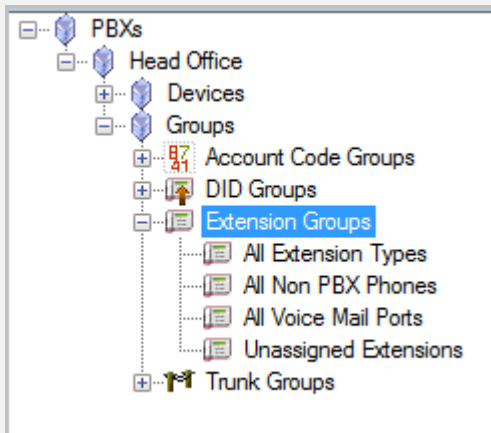 PBXs
Head Office
Devices
Groups
Account Code Groups
DID Groups
Extension Groups
All Extension Types
All Non PBX Phones
All Voice Mail Ports
Unassigned Extensions
Trunk Groups